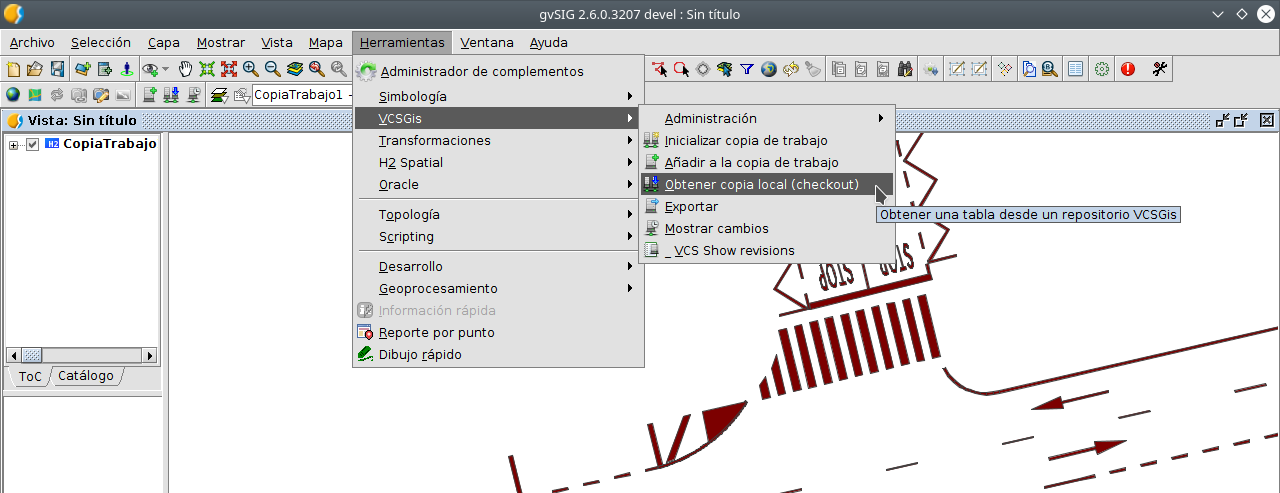 gvSIG 2.6.0.3207 devel : Sin título
Archivo Selección Capa Mostrar Vista Mapa Herramientas Ventana Ayuda
CopiaTrabajo1 -
Vista: Sin título
H2 CopiaTrabajo
ToC Catálogo
Administrador de complementos
Simbología
VCSGis
Transformaciones
H2 Spatial
Oracle
Topología
Scripting
Desarrollo
Geoprocesamiento
Información rápida
Reporte por punto
Dibujo rápido
Administración
Inicializar copia de trabajo
Añadir a la copia de trabajo
Obtener copia local (checkout)
Exportar
Mostrar cambios
_VCS Show revisions
Obtener una tabla desde un repositorio VCSGis
STOP STOP